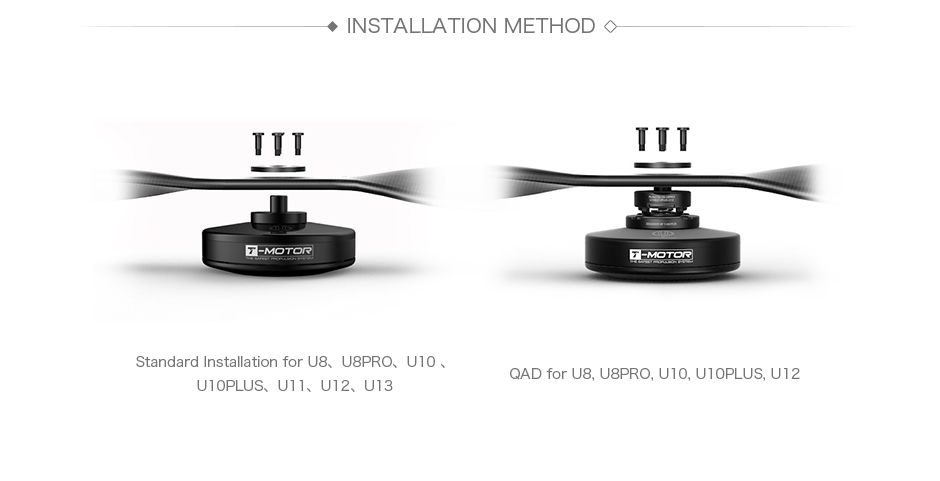 INSTALLATION METHOD
T-MOTOR
THE SAFEST PROPULSION SYSTEM
T-MOTOR
THE SAFEST PROPULSION SYSTEM
Standard Installation for U8、U8PRO、U10 、
U10PLUS、U11、U12、U13
QAD for U8, U8PRO, U10, U10PLUS, U12